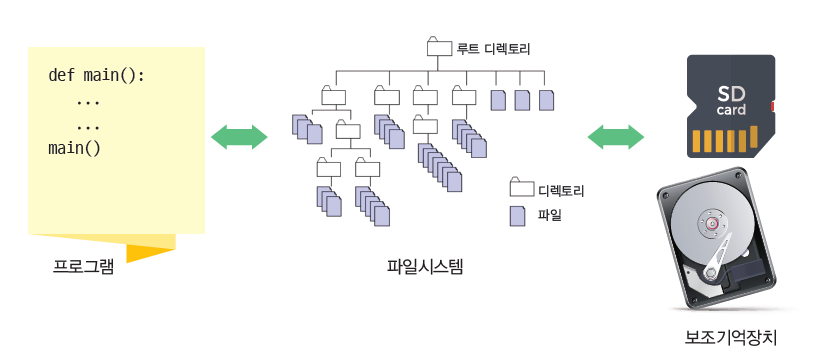 def main():
...
...
main()
프로그램
루트 디렉토리
디렉토리
파일
파일시스템
SD
card
보조기억장치